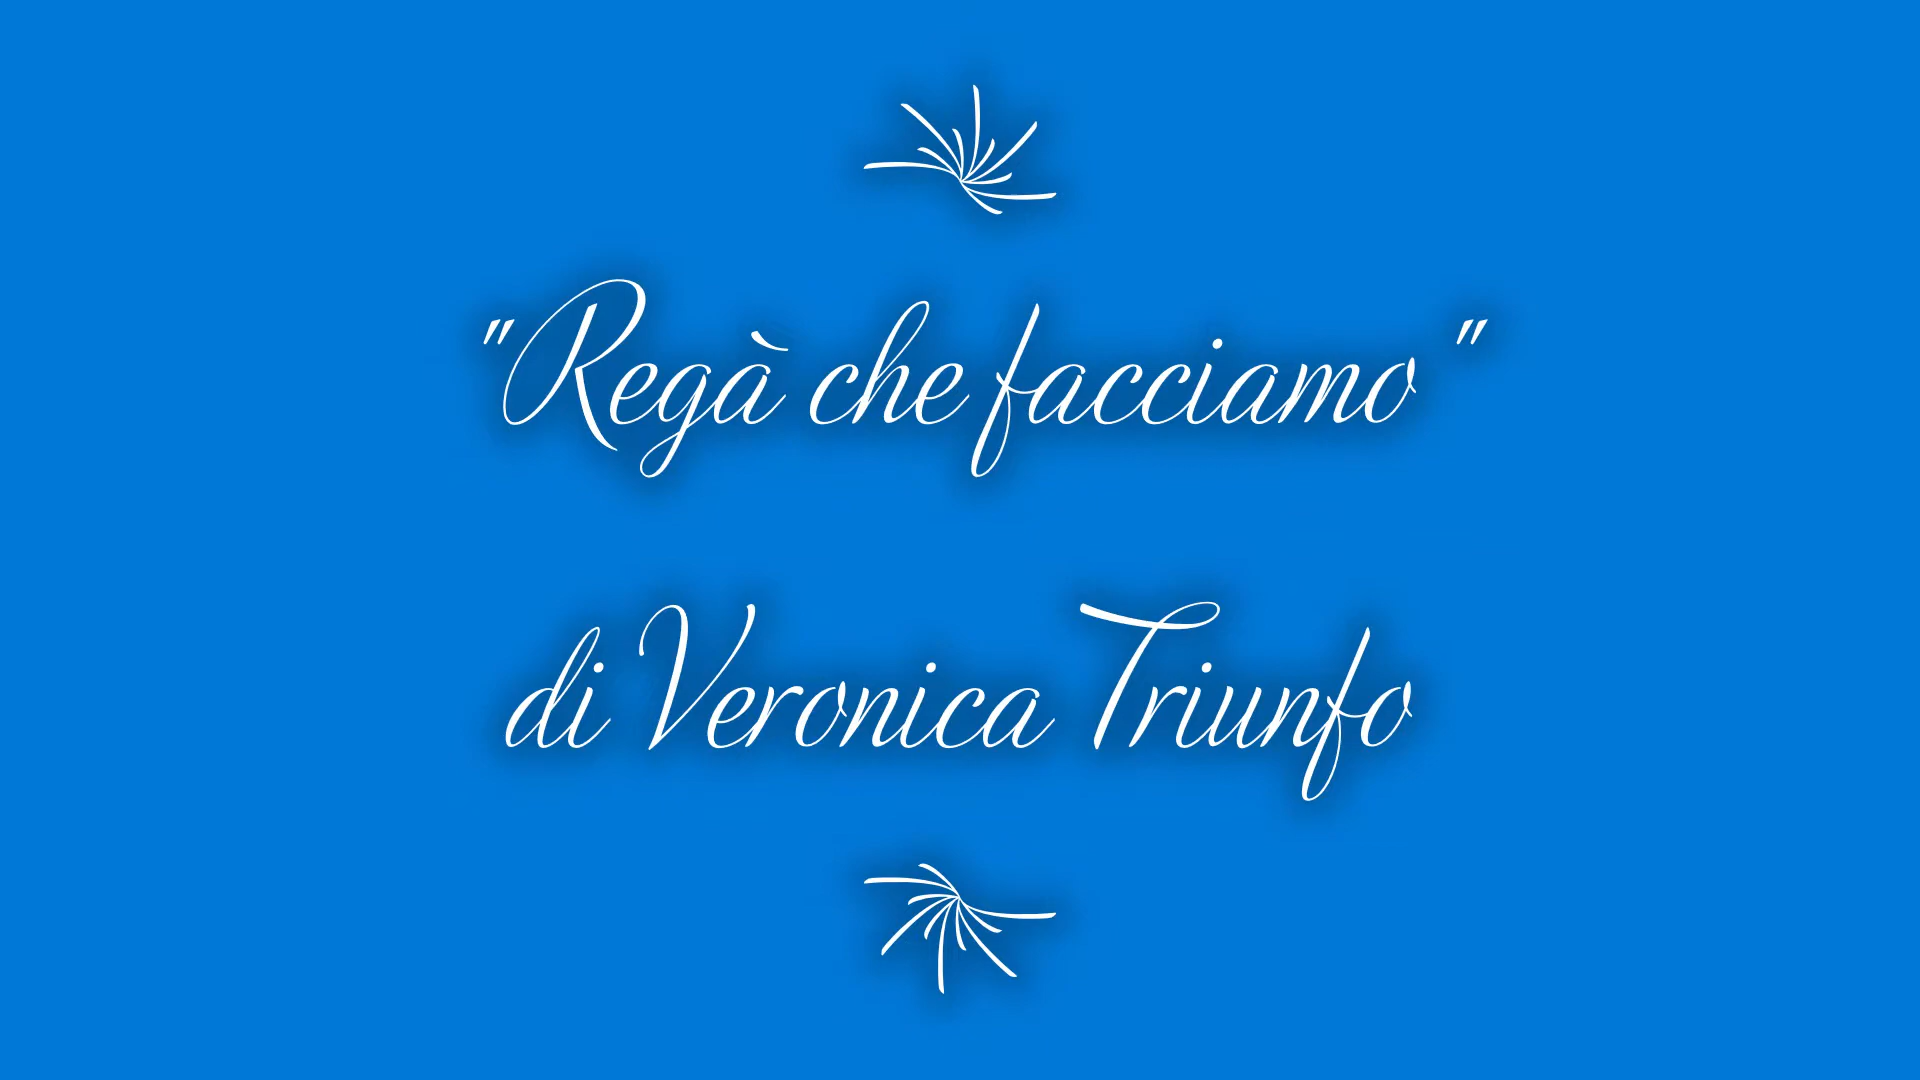 "Regà che facciamo "
di Veronica Triunfo